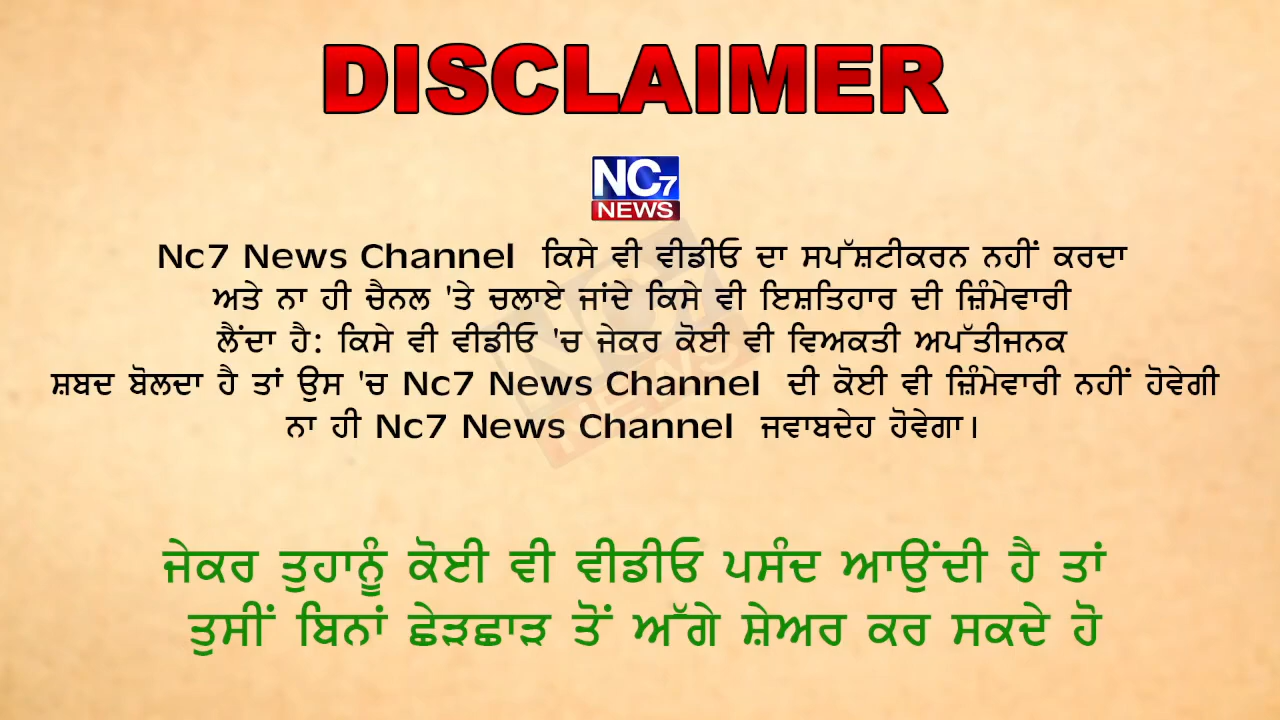 DISCLAIMER
NC7
NEWS
Nc7 News Channel ਕਿਸੇ ਵੀ ਵੀਡੀਓ ਦਾ ਸਪੱਸ਼ਟੀਕਰਨ ਨਹੀਂ ਕਰਦਾ
ਅਤੇ ਨਾ ਹੀ ਚੈਨਲ 'ਤੇ ਚਲਾਏ ਜਾਂਦੇ ਕਿਸੇ ਵੀ ਇਸ਼ਤਿਹਾਰ ਦੀ ਜ਼ਿੰਮੇਵਾਰੀ
ਲੈਂਦਾ ਹੈ: ਕਿਸੇ ਵੀ ਵੀਡੀਓ 'ਚ ਜੇਕਰ ਕੋਈ ਵੀ ਵਿਅਕਤੀ ਅਪੱਤੀਜਨਕ
ਸ਼ਬਦ ਬੋਲਦਾ ਹੈ ਤਾਂ ਉਸ 'ਚ Nc7 News Channel ਦੀ ਕੋਈ ਵੀ ਜ਼ਿੰਮੇਵਾਰੀ ਨਹੀਂ ਹੋਵੇਗੀ
ਨਾ ਹੀ Nc7 News Channel ਜਵਾਬਦੇਹ ਹੋਵੇਗਾ।
ਜੇਕਰ ਤੁਹਾਨੂੰ ਕੋਈ ਵੀ ਵੀਡੀਓ ਪਸੰਦ ਆਉਂਦੀ ਹੈ ਤਾਂ
ਤੁਸੀਂ ਬਿਨਾਂ ਛੇੜਛਾੜ ਤੋਂ ਅੱਗੇ ਸ਼ੇਅਰ ਕਰ ਸਕਦੇ ਹੋ